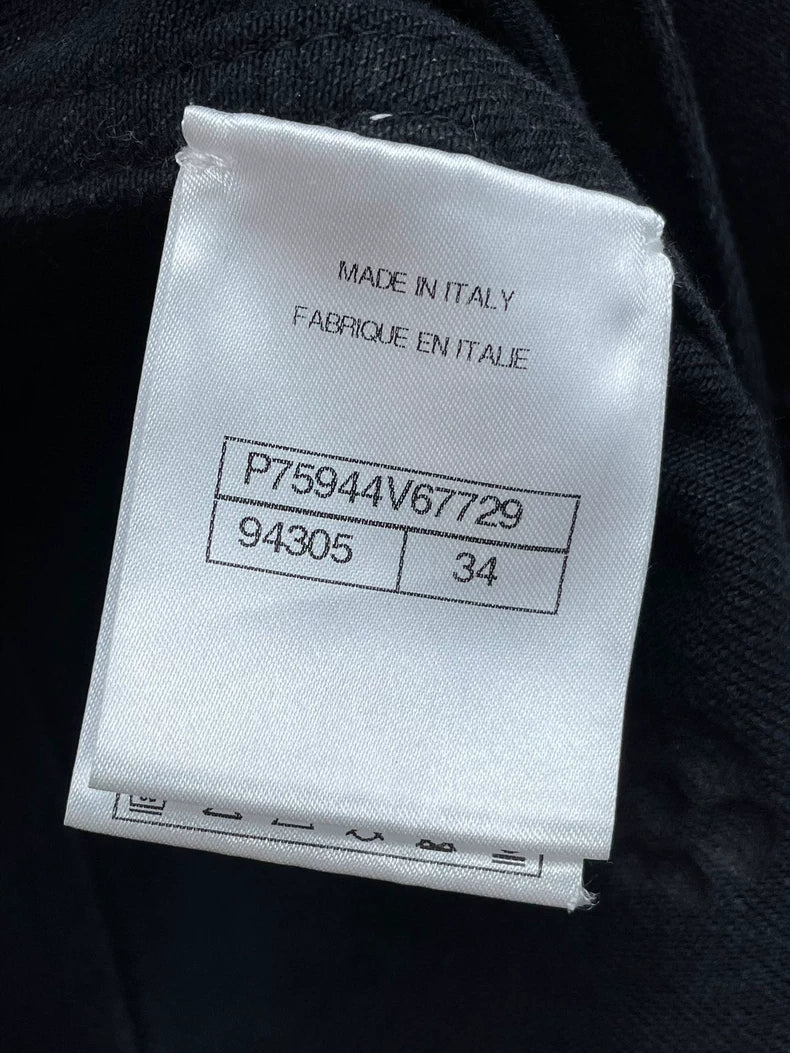 MADE IN ITALY
FABRIQUE EN ITALIE
P75944V67729
94305 34